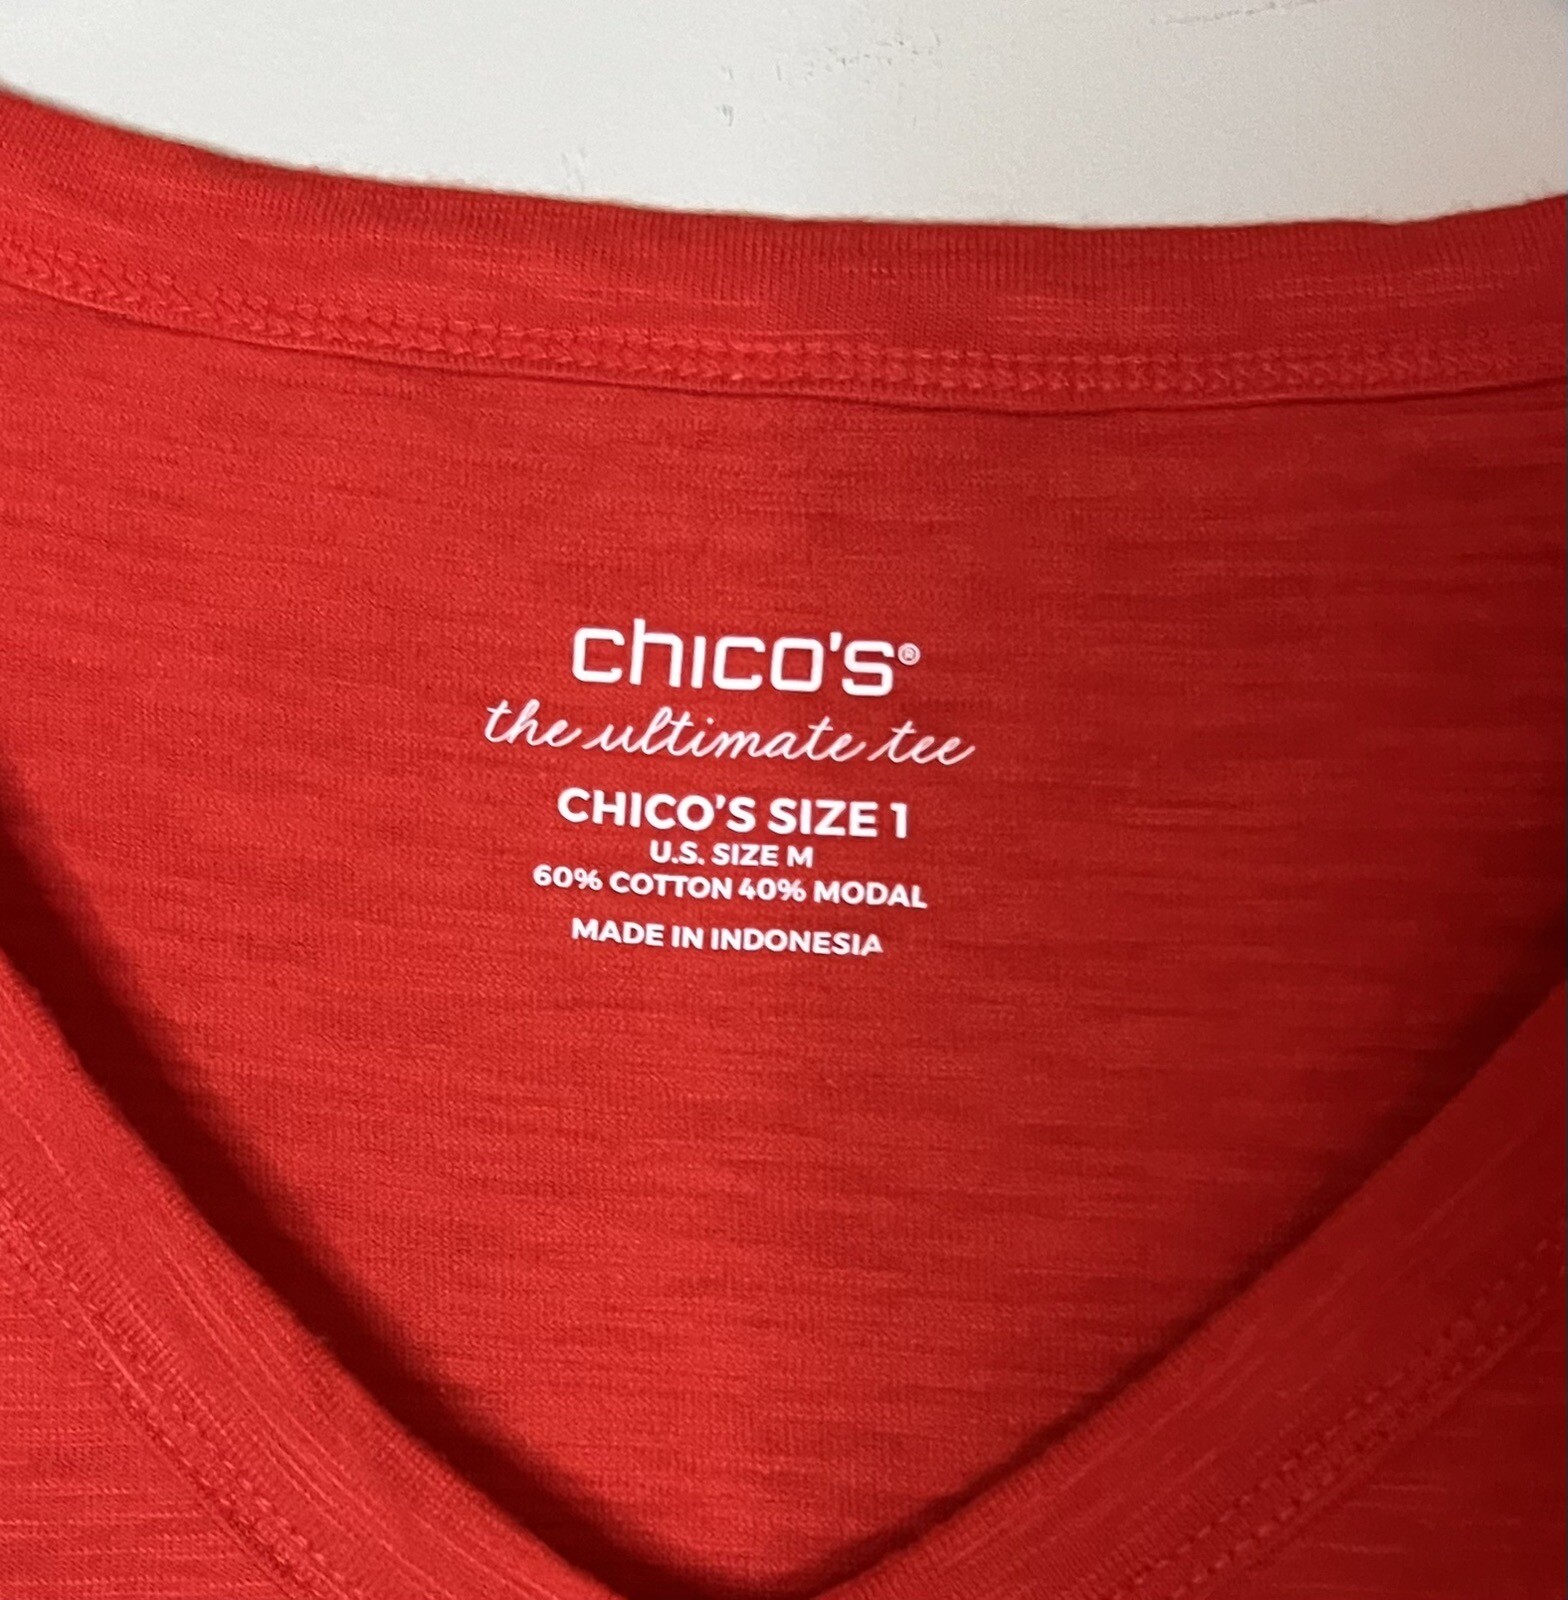 chico's®
the ultimate tee
CHICO'S SIZE 1
U.S. SIZE M
60% COTTON 40% MODAL
MADE IN INDONESIA